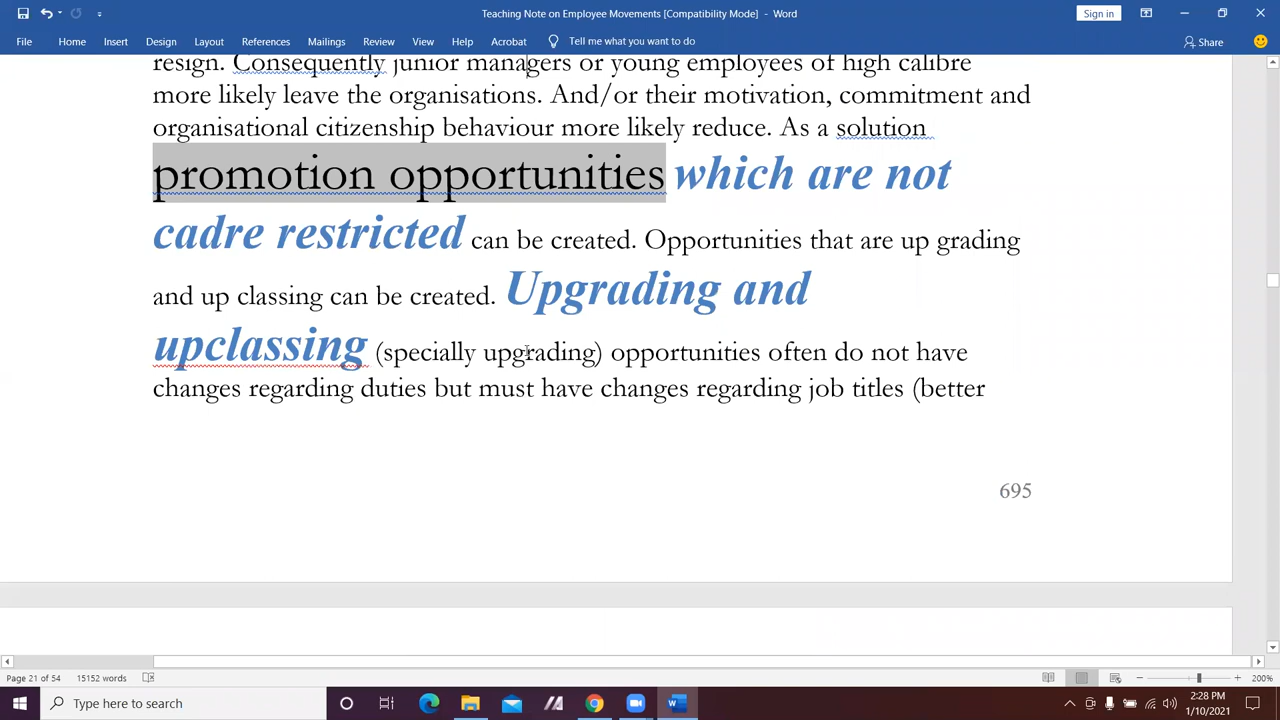 Teaching Note on Employee Movements [Compatibility Mode] - Word
Sign in
File Home Insert Design Layout References Mailings Review View Help Acrobat Tell me what you want to do Share
resign. Consequently junior managers or young employees of high calibre
more likely leave the organisations. And/or their motivation, commitment and
organisational citizenship behaviour more likely reduce. As a solution
promotion opportunities which are not
cadre restricted can be created. Opportunities that are up grading
and up classing can be created. Upgrading and
upclassing (specially upgrading) opportunities often do not have
changes regarding duties but must have changes regarding job titles (better
695
Page 21 of 54 15152 words 200%
Type here to search
2:28 PM
1/10/2021